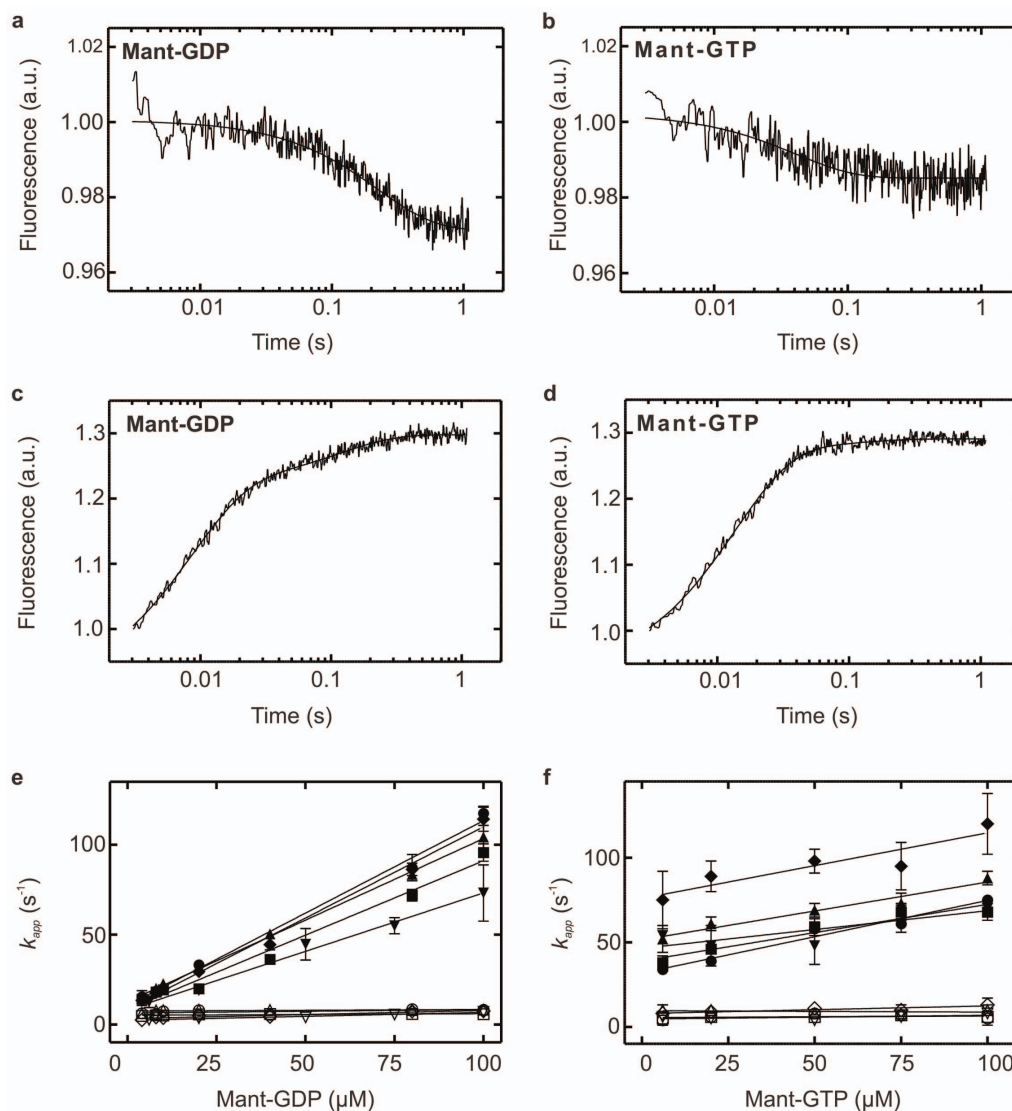 a
Mant-GDP
1.02
1.00
0.98
0.96
Fluorescence (a.u.)
0.01
0.1
1
Time (s)
b
Mant-GTP
1.02
1.00
0.98
0.96
Fluorescence (a.u.)
0.01
0.1
1
Time (s)
c
Mant-GDP
1.3
1.2
1.1
1.0
Fluorescence (a.u.)
0.01
0.1
1
Time (s)
d
Mant-GTP
1.3
1.2
1.1
1.0
Fluorescence (a.u.)
0.01
0.1
1
Time (s)
e
100
50
0
k_app (s⁻¹)
0
25
50
75
100
Mant-GDP (µM)
f
100
50
0
k_app (s⁻¹)
0
25
50
75
100
Mant-GTP (µM)